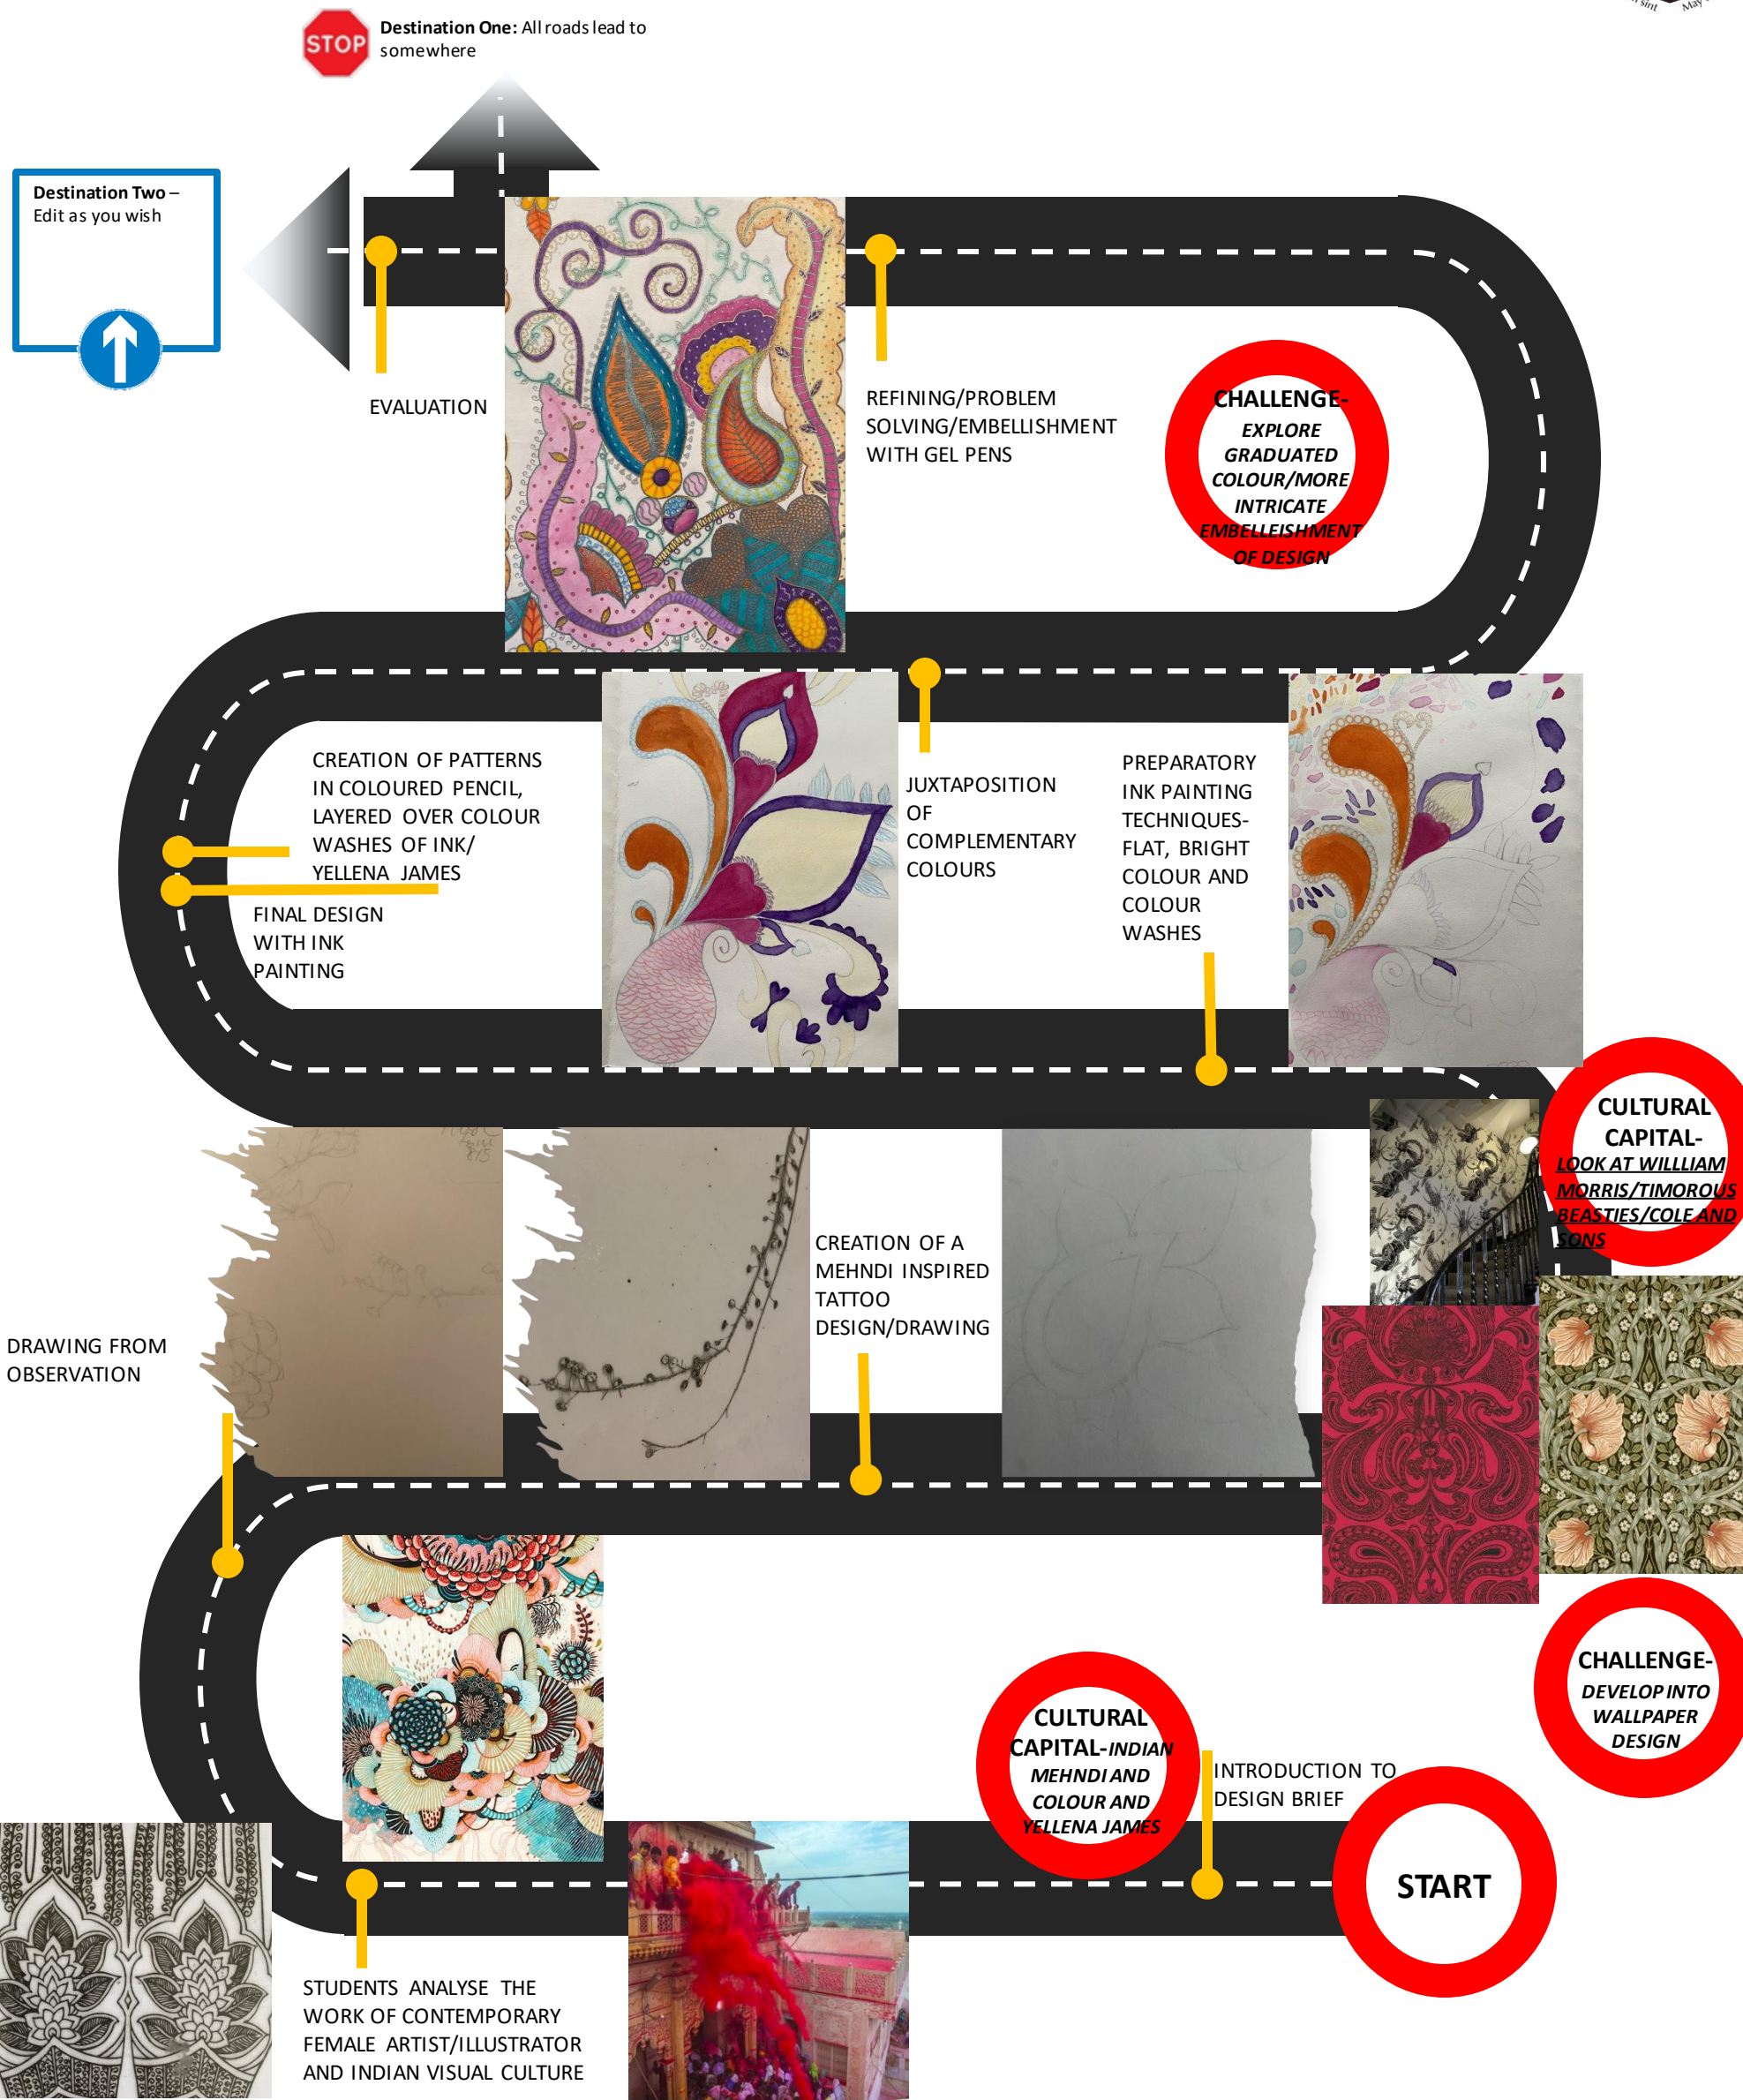 sint
May
STOP
Destination One: All roads lead to
somewhere
Destination Two –
Edit as you wish
EVALUATION
REFINING/PROBLEM
SOLVING/EMBELLISHMENT
WITH GEL PENS
CHALLENGE-
EXPLORE
GRADUATED
COLOUR/MORE
INTRICATE
EMBELLEISHMENT
OF DESIGN
CREATION OF PATTERNS
IN COLOURED PENCIL,
LAYERED OVER COLOUR
WASHES OF INK/
YELLENA JAMES
FINAL DESIGN
WITH INK
PAINTING
JUXTAPOSITION
OF
COMPLEMENTARY
COLOURS
PREPARATORY
INK PAINTING
TECHNIQUES-
FLAT, BRIGHT
COLOUR AND
COLOUR
WASHES
CULTURAL
CAPITAL-
LOOK AT WILLLIAM
MORRIS/TIMOROUS
BEASTIES/COLE AND
SONS
CREATION OF A
MEHNDI INSPIRED
TATTOO
DESIGN/DRAWING
DRAWING FROM
OBSERVATION
CHALLENGE-
DEVELOP INTO
WALLPAPER
DESIGN
CULTURAL
CAPITAL-INDIAN
MEHNDI AND
COLOUR AND
YELLENA JAMES
INTRODUCTION TO
DESIGN BRIEF
START
STUDENTS ANALYSE THE
WORK OF CONTEMPORARY
FEMALE ARTIST/ILLUSTRATOR
AND INDIAN VISUAL CULTURE